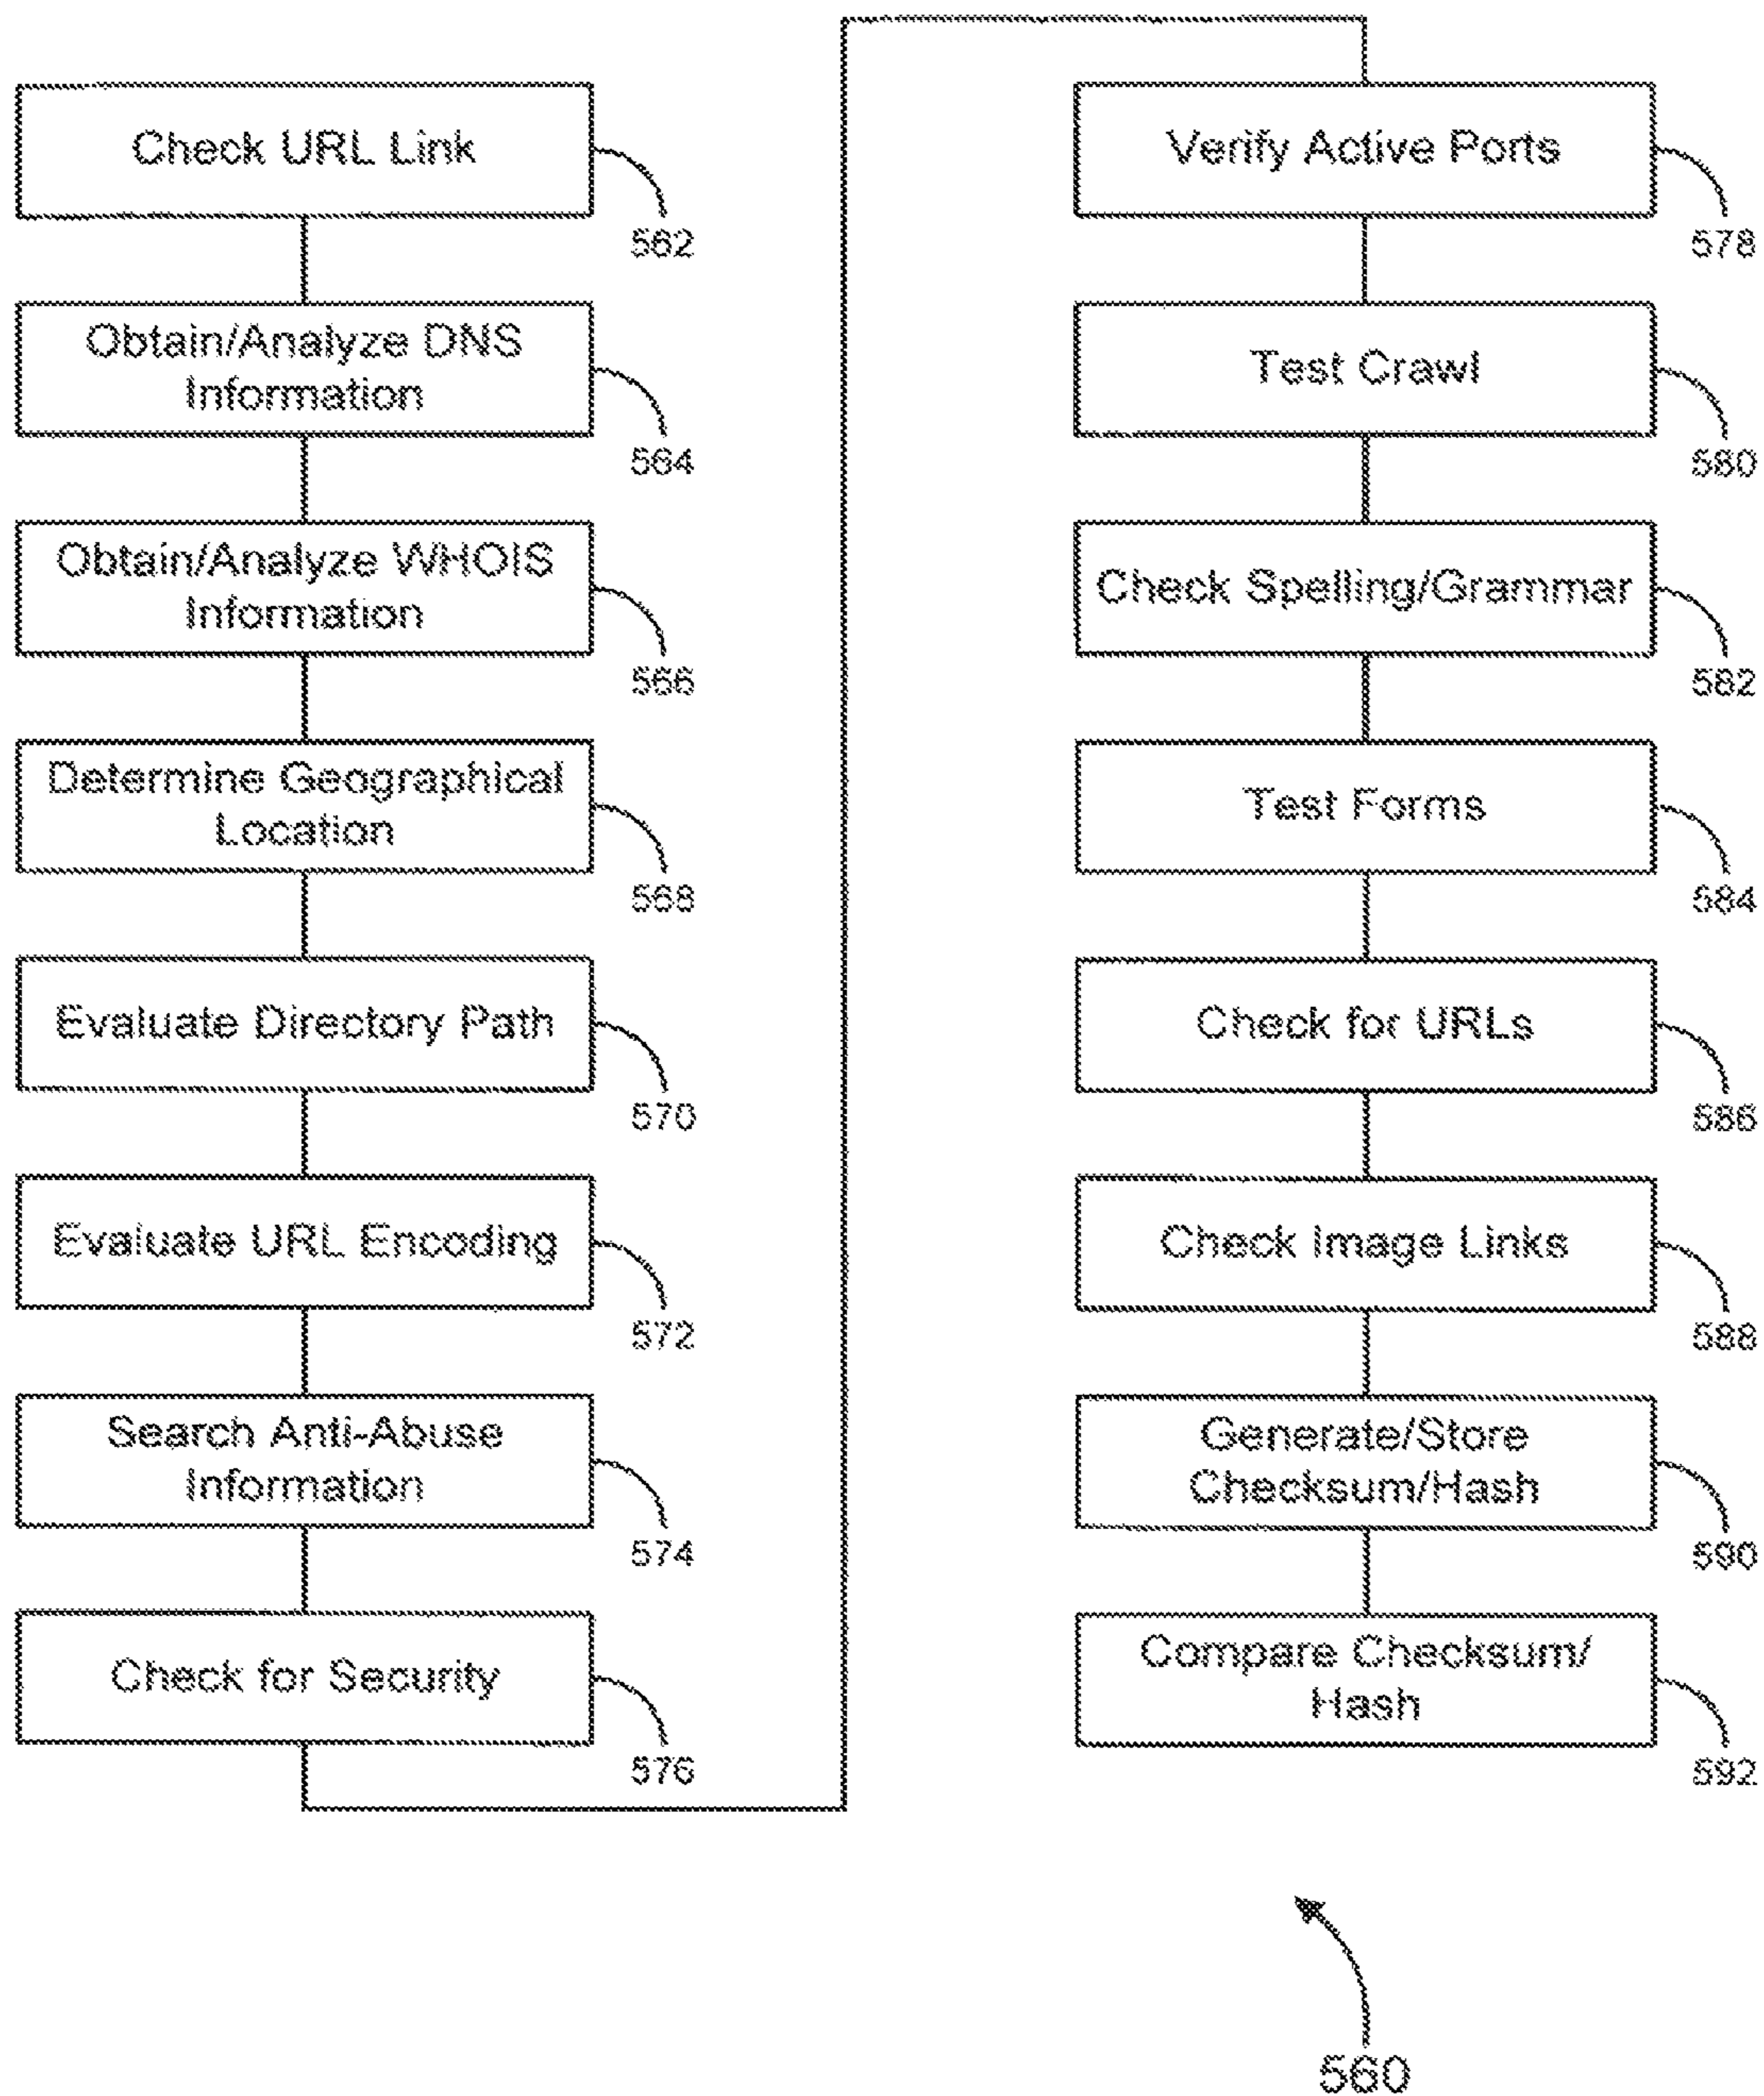 Check URL Link
562
Obtain/Analyze DNS
Information
564
Obtain/Analyze WHOIS
Information
566
Determine Geographical
Location
568
Evaluate Directory Path
570
Evaluate URL Encoding
572
Search Anti-Abuse
Information
574
Check for Security
576
Verify Active Ports
578
Test Crawl
580
Check Spelling/Grammar
582
Test Forms
584
Check for URLs
586
Check Image Links
588
Generate/Store
Checksum/Hash
590
Compare Checksum/
Hash
592
560